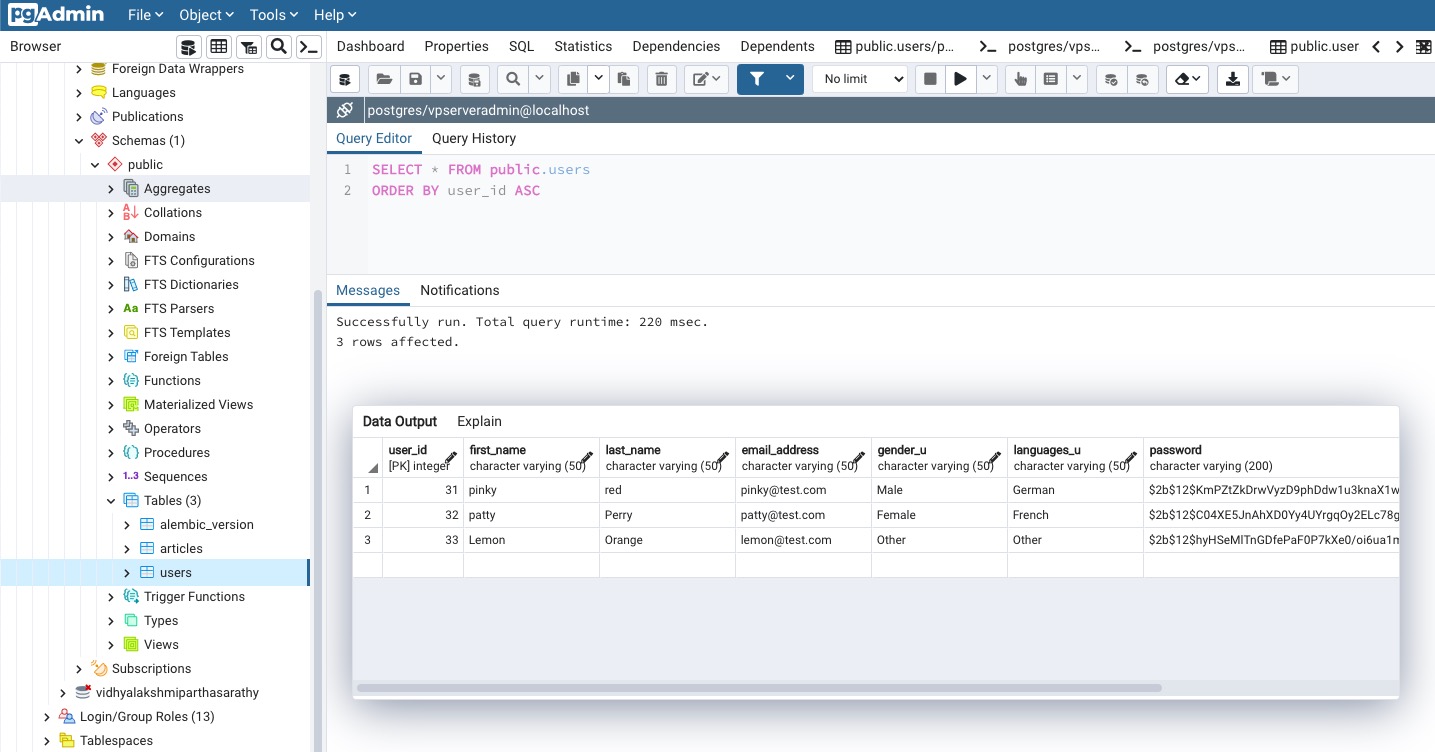 pgAdmin File Object Tools Help
Browser
Dashboard Properties SQL Statistics Dependencies Dependents public.users/p... postgres/vps... postgres/vps... public.user
Foreign Data Wrappers
Languages
Publications
Schemas (1)
public
Aggregates
Collations
Domains
FTS Configurations
FTS Dictionaries
Aa FTS Parsers
FTS Templates
Foreign Tables
Functions
Materialized Views
Operators
Procedures
1..3 Sequences
Tables (3)
alembic_version
articles
users
Trigger Functions
Types
Views
Subscriptions
vidhyalakshmiparthasarathy
Login/Group Roles (13)
Tablespaces
No limit
postgres/vpserveradmin@localhost
Query Editor Query History
1 SELECT * FROM public.users
2 ORDER BY user_id ASC
Messages Notifications
Successfully run. Total query runtime: 220 msec.
3 rows affected.
Data Output Explain
user_id first_name last_name email_address gender_u languages_u password
[PK] integer character varying (50) character varying (50) character varying (50) character varying (50) character varying (50) character varying (200)
1 31 pinky red pinky@test.com Male German $2b$12$KmPZtZkDrwVyzD9phDdw1u3knaX1w
2 32 patty Perry patty@test.com Female French $2b$12$C04XE5JnAhXD0Yy4UYrgqOy2ELc78g
3 33 Lemon Orange lemon@test.com Other Other $2b$12$hyHSeMlTnGDfePaF0P7kXe0/oi6ua1m